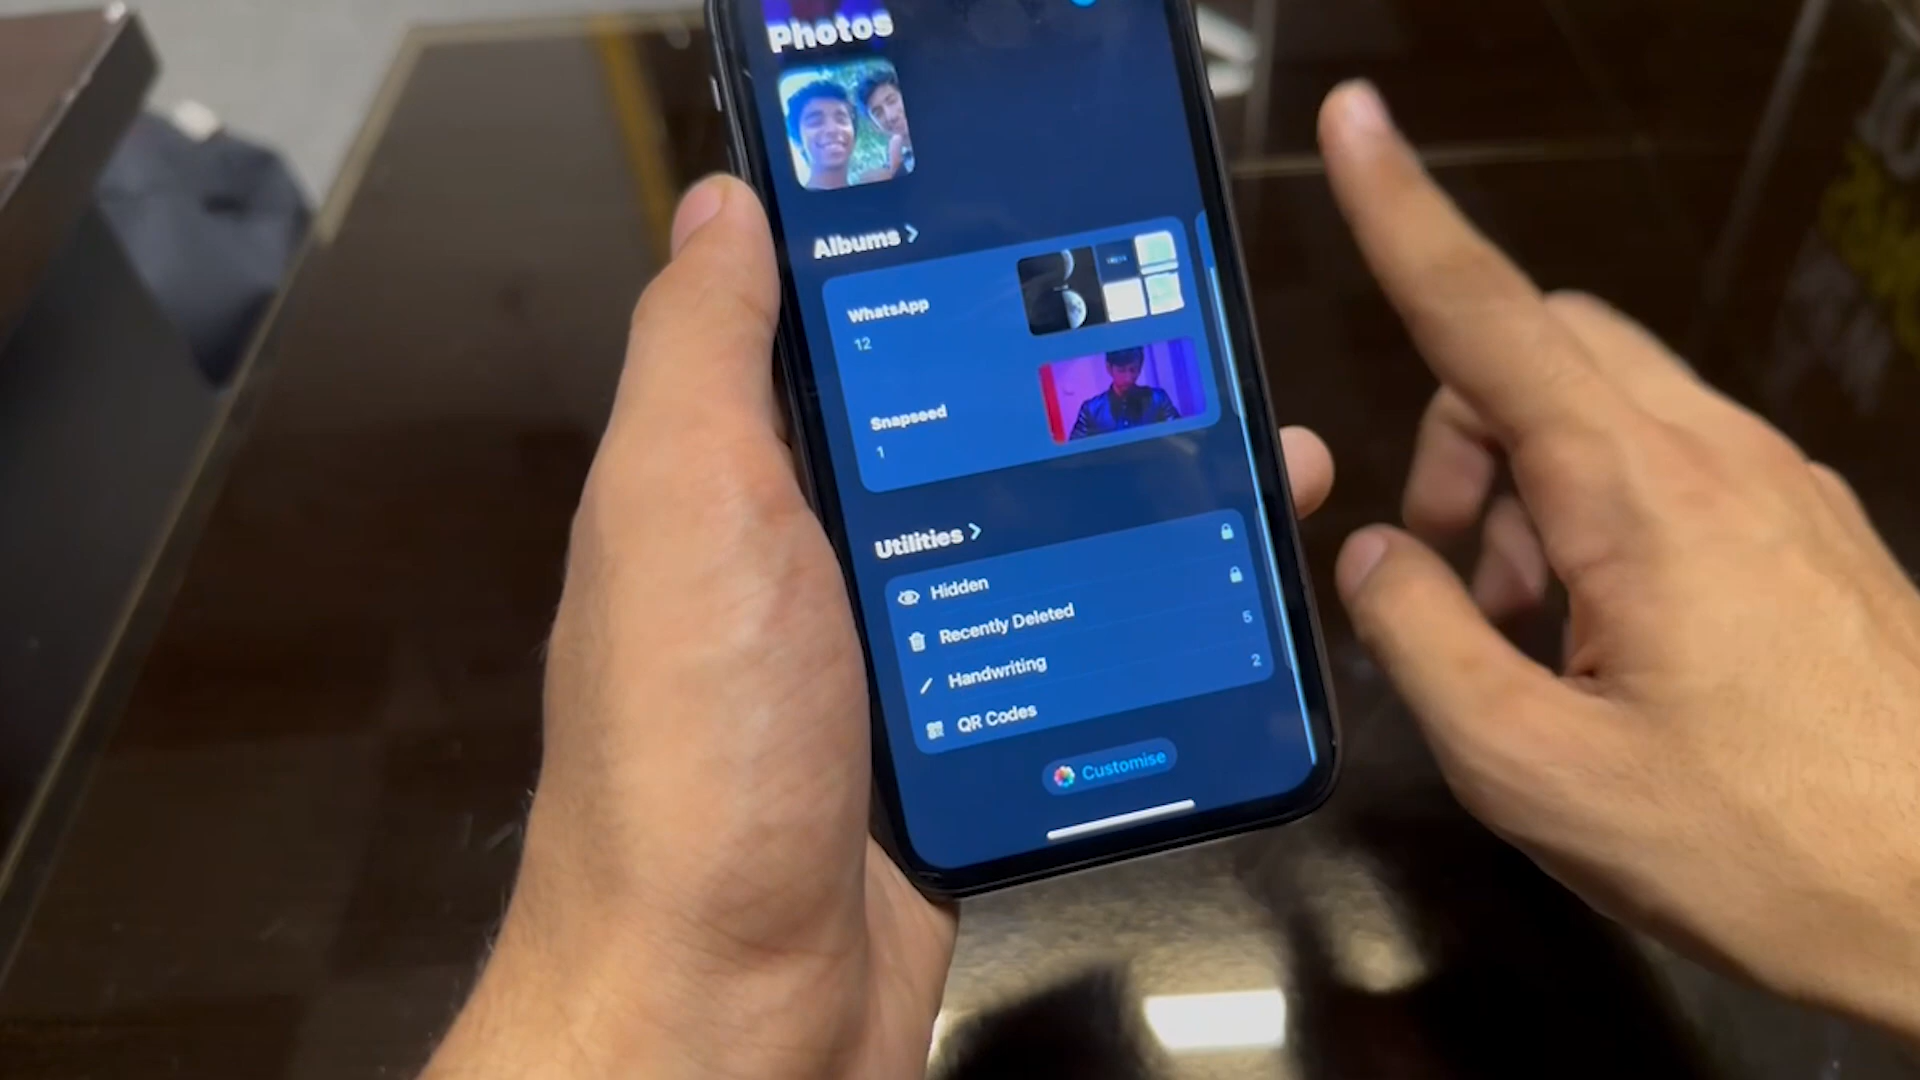 Photos
Albums >
WhatsApp
12
Snapseed
1
Utilities >
Hidden
Recently Deleted
Handwriting
5
QR Codes
2
Customise